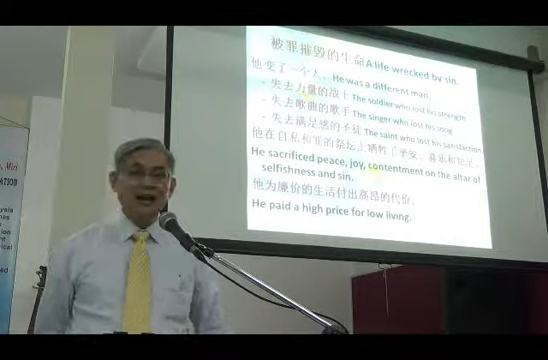 被罪摧毁的生命 A life wrecked by sin.
他变了一个人。He was a different man.
- 失去力量的战士 The soldier who lost his strength
- 失去歌曲的歌手 The singer who lost his song
- 失去满足感的圣徒 The saint who lost his satisfaction
他在自私和罪的祭坛上牺牲了平安、喜乐和知足。
He sacrificed peace, joy, contentment on the altar of
selfishness and sin.
他为廉价的生活付出高昂的代价。
He paid a high price for low living.
Miri